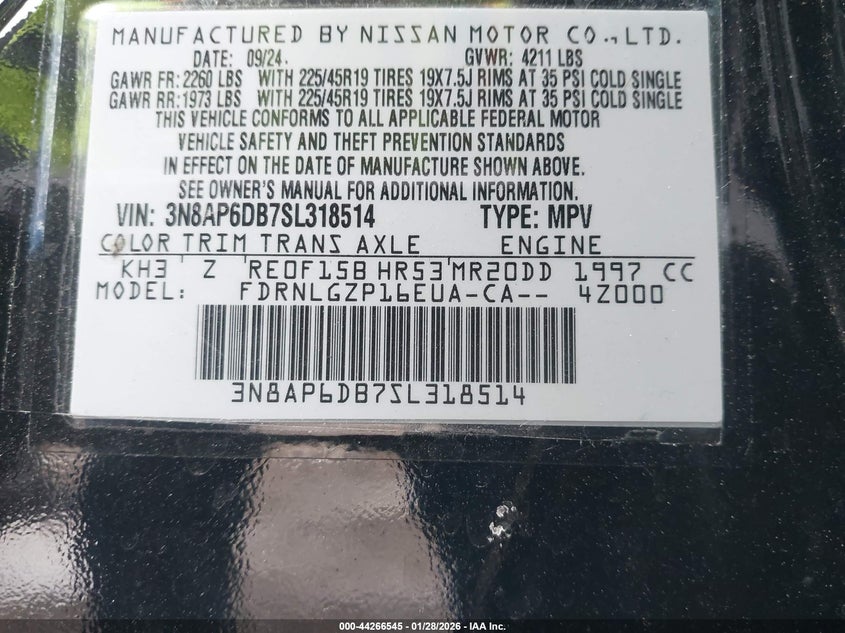 MANUFACTURED BY NISSAN MOTOR CO.,LTD.
DATE: 09/24. GVWR: 4211 LBS
GAWR FR: 2260 LBS WITH 225/45R19 TIRES 19X7.5J RIMS AT 35 PSI COLD SINGLE
GAWR RR: 1973 LBS WITH 225/45R19 TIRES 19X7.5J RIMS AT 35 PSI COLD SINGLE
THIS VEHICLE CONFORMS TO ALL APPLICABLE FEDERAL MOTOR
VEHICLE SAFETY AND THEFT PREVENTION STANDARDS
IN EFFECT ON THE DATE OF MANUFACTURE SHOWN ABOVE.
SEE OWNER'S MANUAL FOR ADDITIONAL INFORMATION.
VIN: 3N8AP6DB7SL318514 TYPE: MPV
COLOR TRIM TRANS AXLE ENGINE
KH3 Z RE0F15B HR53 MR20DD 1997 CC
MODEL: FDRNLGZP16EUA-CA-- 4Z000
3N8AP6DB7SL318514
000-44266545 - 01/28/2026 - IAA Inc.